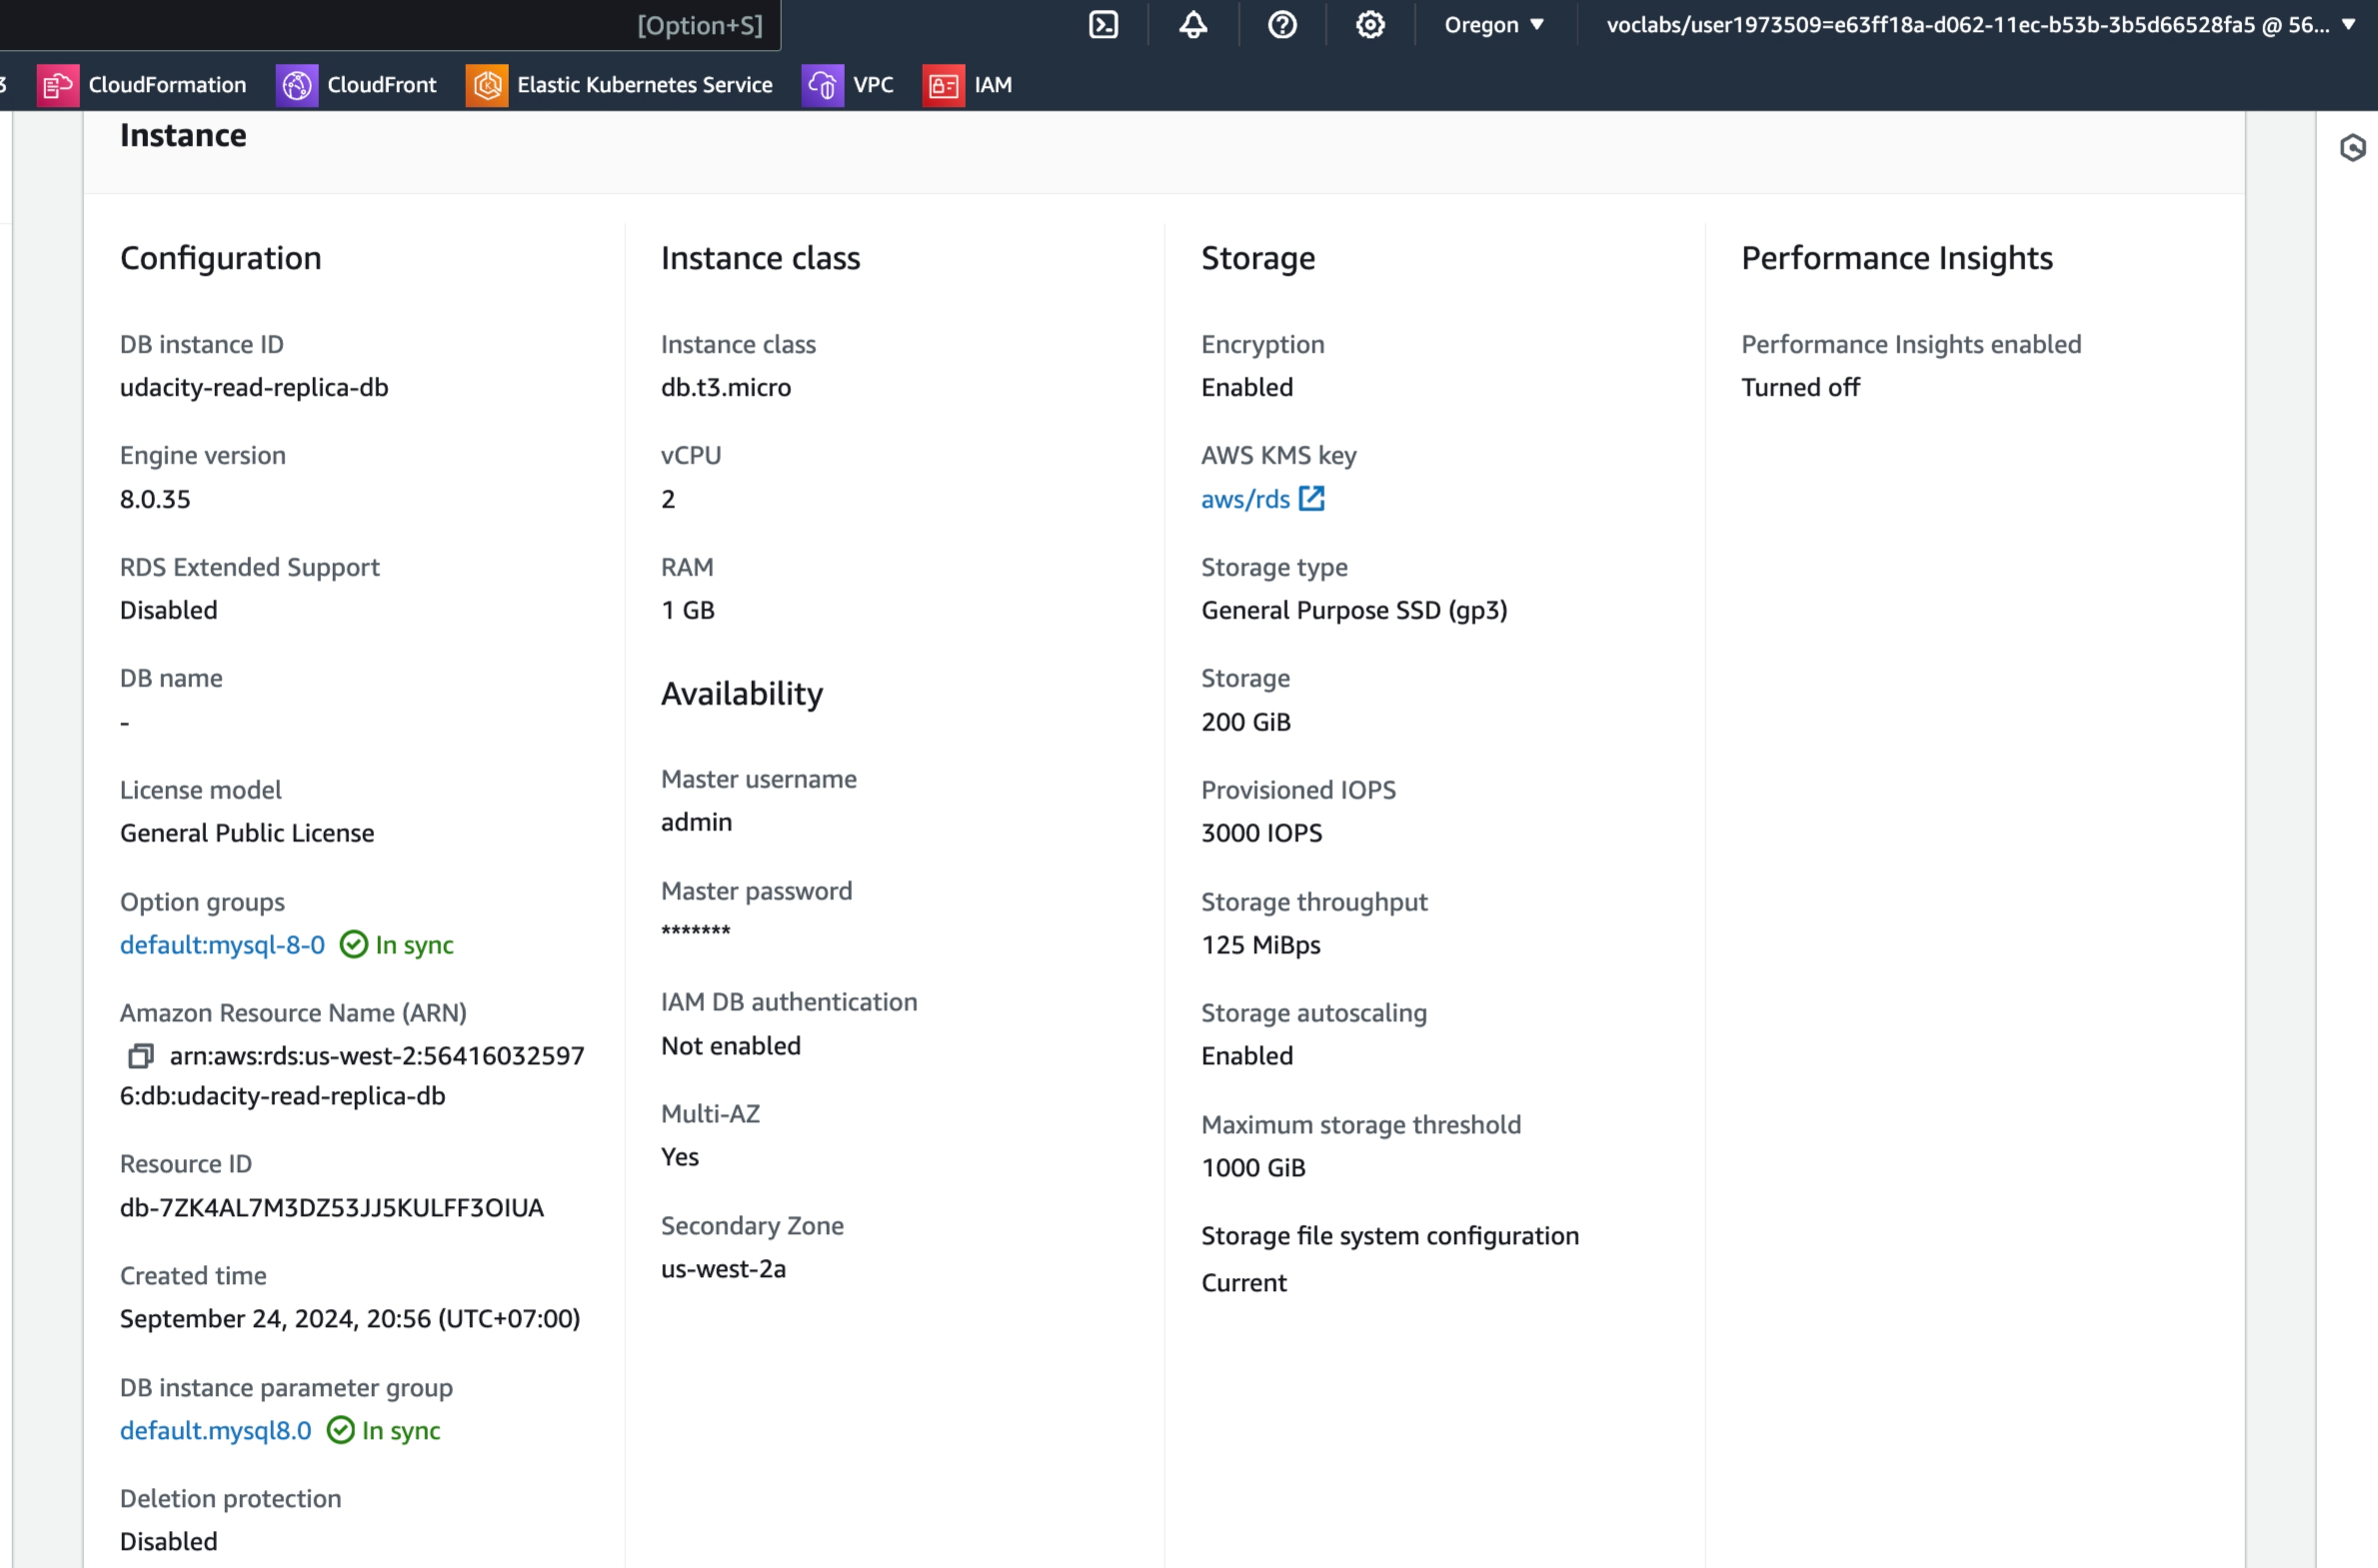 [Option+S]
Oregon
voclabs/user1973509=e63ff18a-d062-11ec-b53b-3b5d66528fa5 @ 56...
3
CloudFormation
CloudFront
Elastic Kubernetes Service
VPC
IAM
Instance
Configuration
DB instance ID
udacity-read-replica-db
Engine version
8.0.35
RDS Extended Support
Disabled
DB name
-
License model
General Public License
Option groups
default:mysql-8-0 In sync
Amazon Resource Name (ARN)
arn:aws:rds:us-west-2:56416032597
6:db:udacity-read-replica-db
Resource ID
db-7ZK4AL7M3DZ53JJ5KULFF3OIUA
Created time
September 24, 2024, 20:56 (UTC+07:00)
DB instance parameter group
default.mysql8.0 In sync
Deletion protection
Disabled
Instance class
Instance class
db.t3.micro
vCPU
2
RAM
1 GB
Availability
Master username
admin
Master password
*******
IAM DB authentication
Not enabled
Multi-AZ
Yes
Secondary Zone
us-west-2a
Storage
Encryption
Enabled
AWS KMS key
aws/rds
Storage type
General Purpose SSD (gp3)
Storage
200 GiB
Provisioned IOPS
3000 IOPS
Storage throughput
125 MiBps
Storage autoscaling
Enabled
Maximum storage threshold
1000 GiB
Storage file system configuration
Current
Performance Insights
Performance Insights enabled
Turned off